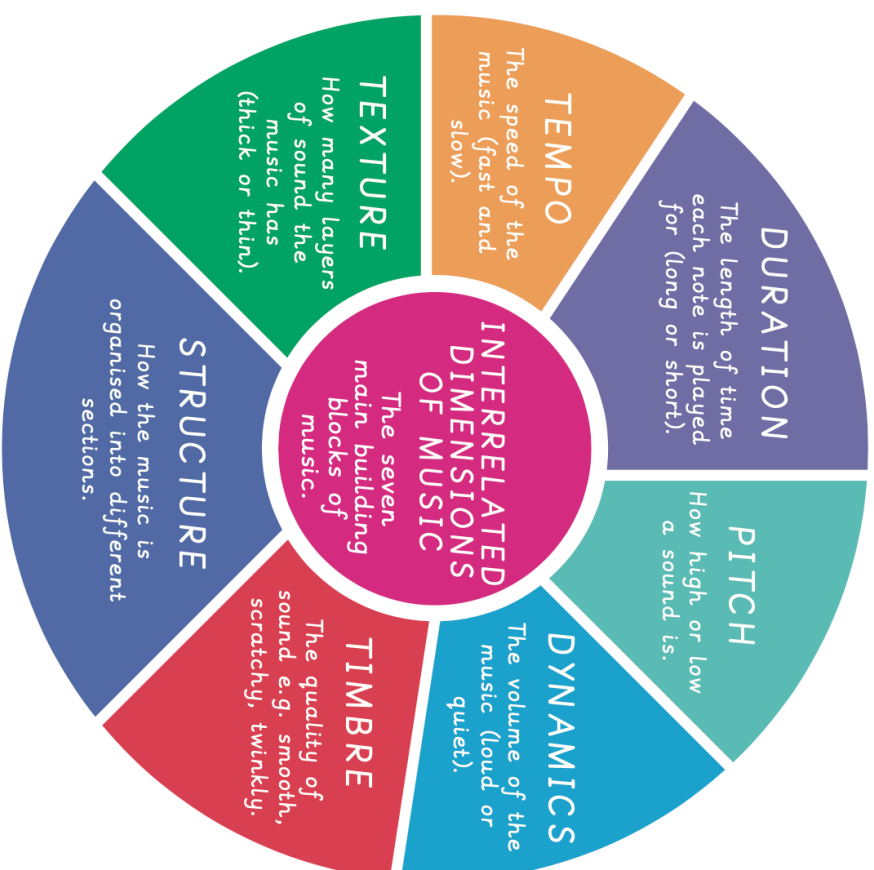 INTERRELATED
DIMENSIONS
OF MUSIC
The seven
main building
blocks of
music.
DURATION
The length of time
each note is played
for (long or short).
PITCH
How high or low
a sound is.
DYNAMICS
The volume of the
music (loud or
quiet).
TIMBRE
The quality of
sound e.g. smooth,
scratchy, twinkly.
STRUCTURE
How the music is
organised into different
sections.
TEXTURE
How many layers
of sound the
music has
(thick or thin).
TEMPO
The speed of the
music (fast and
slow).